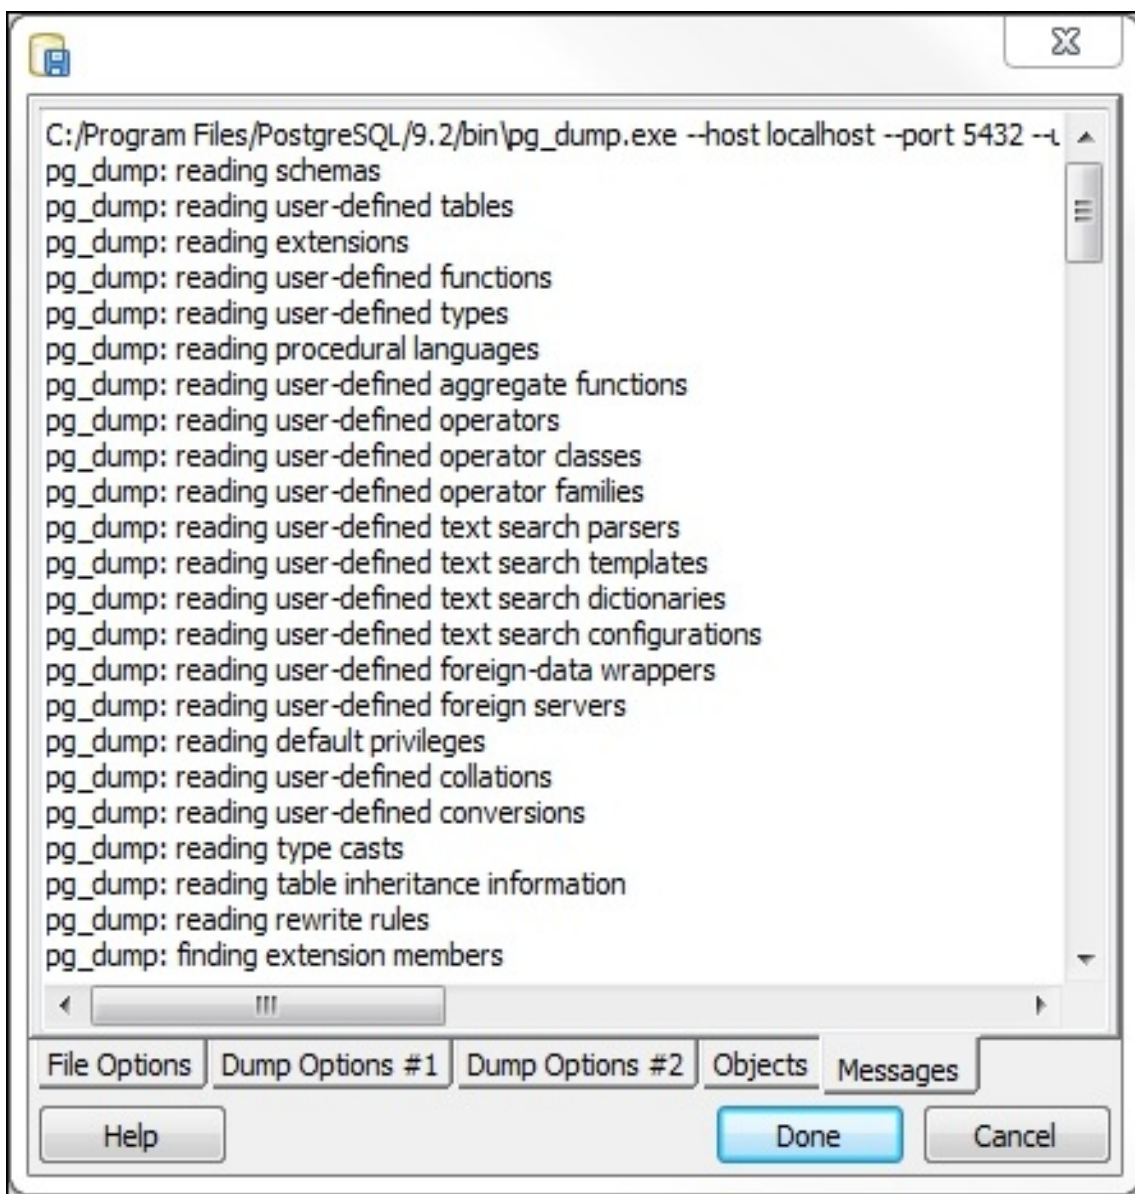 C:/Program Files/PostgreSQL/9.2/bin\pg_dump.exe --host localhost --port 5432 --u
pg_dump: reading schemas
pg_dump: reading user-defined tables
pg_dump: reading extensions
pg_dump: reading user-defined functions
pg_dump: reading user-defined types
pg_dump: reading procedural languages
pg_dump: reading user-defined aggregate functions
pg_dump: reading user-defined operators
pg_dump: reading user-defined operator classes
pg_dump: reading user-defined operator families
pg_dump: reading user-defined text search parsers
pg_dump: reading user-defined text search templates
pg_dump: reading user-defined text search dictionaries
pg_dump: reading user-defined text search configurations
pg_dump: reading user-defined foreign-data wrappers
pg_dump: reading user-defined foreign servers
pg_dump: reading default privileges
pg_dump: reading user-defined collations
pg_dump: reading user-defined conversions
pg_dump: reading type casts
pg_dump: reading table inheritance information
pg_dump: reading rewrite rules
pg_dump: finding extension members
File Options Dump Options #1 Dump Options #2 Objects Messages
Help Done Cancel